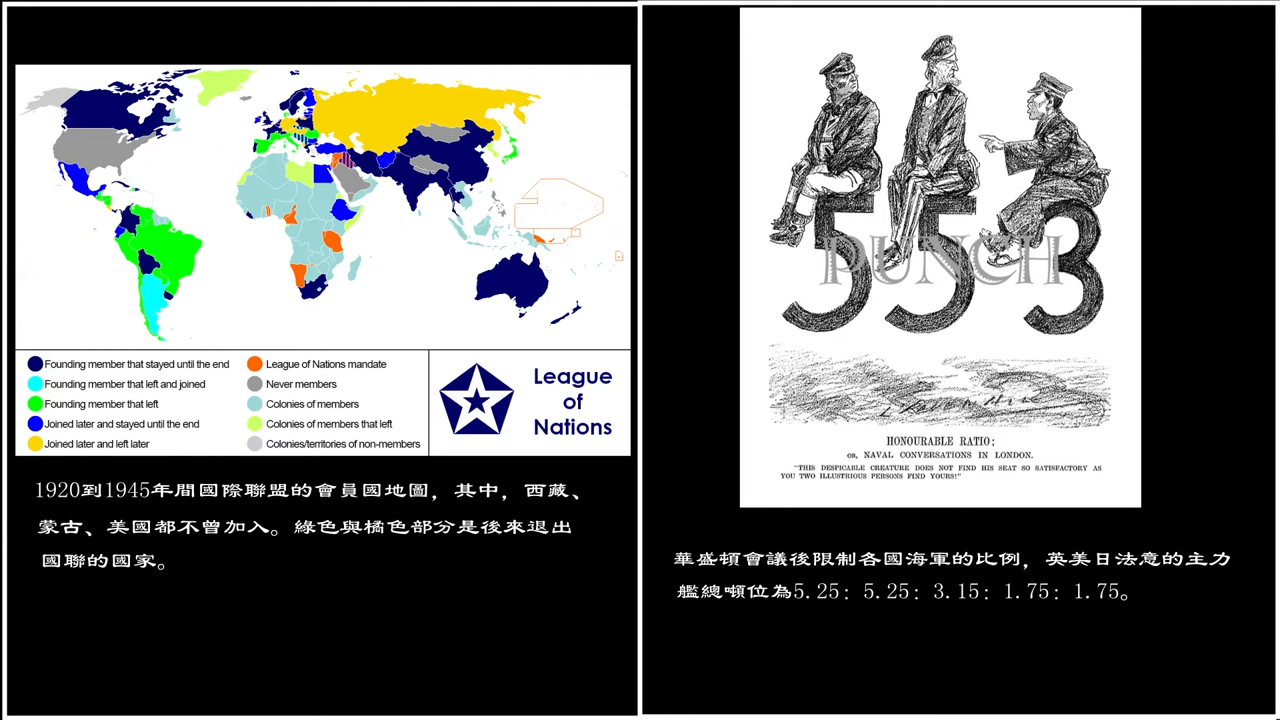 Founding member that stayed until the end
Founding member that left and joined
Founding member that left
Joined later and stayed until the end
Joined later and left later
League of Nations mandate
Never members
Colonies of members
Colonies of members that left
Colonies/territories of non-members
League
of
Nations
1920到1945年間國際聯盟的會員國地圖，其中，西藏、
蒙古、美國都不曾加入。綠色與橘色部分是後來退出
國聯的國家。
5 5 3
PUNCH
HONOURABLE RATIO;
OR, NAVAL CONVERSATIONS IN LONDON.
"THIS DESPICABLE CREATURE DOES NOT FIND HIS SEAT SO SATISFACTORY AS
YOU TWO ILLUSTRIOUS PERSONS FIND YOURS!"
華盛頓會議後限制各國海軍的比例，英美日法意的主力
艦總噸位為5.25：5.25：3.15：1.75：1.75。